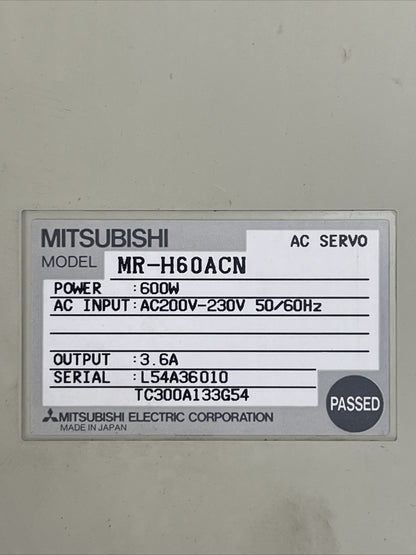 MITSUBISHI AC SERVO
MODEL MR-H60ACN
POWER : 600W
AC INPUT : AC200V-230V 50/60Hz
OUTPUT : 3.6A
SERIAL : L54A36010
TC300A133G54
PASSED
MITSUBISHI ELECTRIC CORPORATION
MADE IN JAPAN